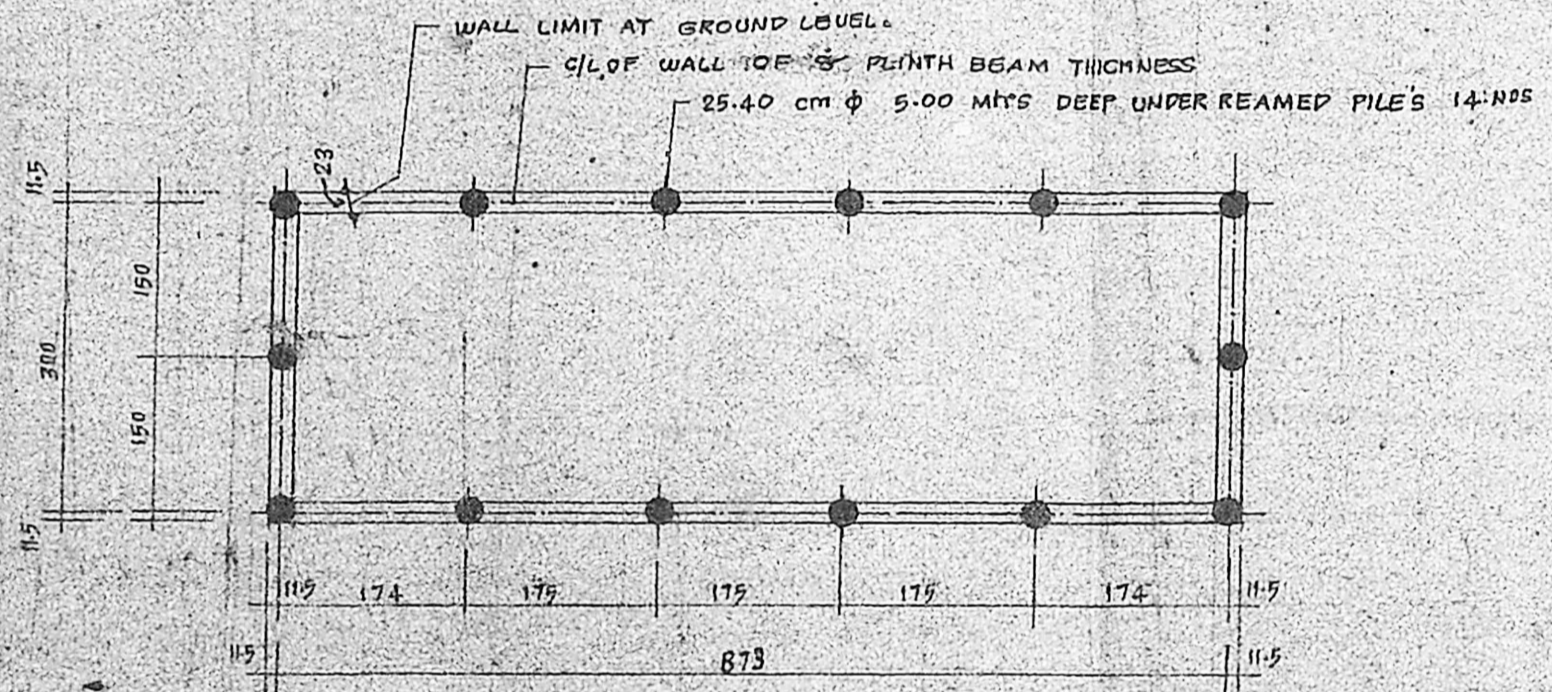 WALL LIMIT AT GROUND LEVEL.
C/L OF WALL TOE & PLINTH BEAM THICKNESS
25.40 cm ϕ 5.00 MtrS DEEP UNDER REAMED PILE'S 14:NOS
11.5
23
150
300
150
11.5
11.5 174 175 175 175 174 11.5
11.5 873 11.5